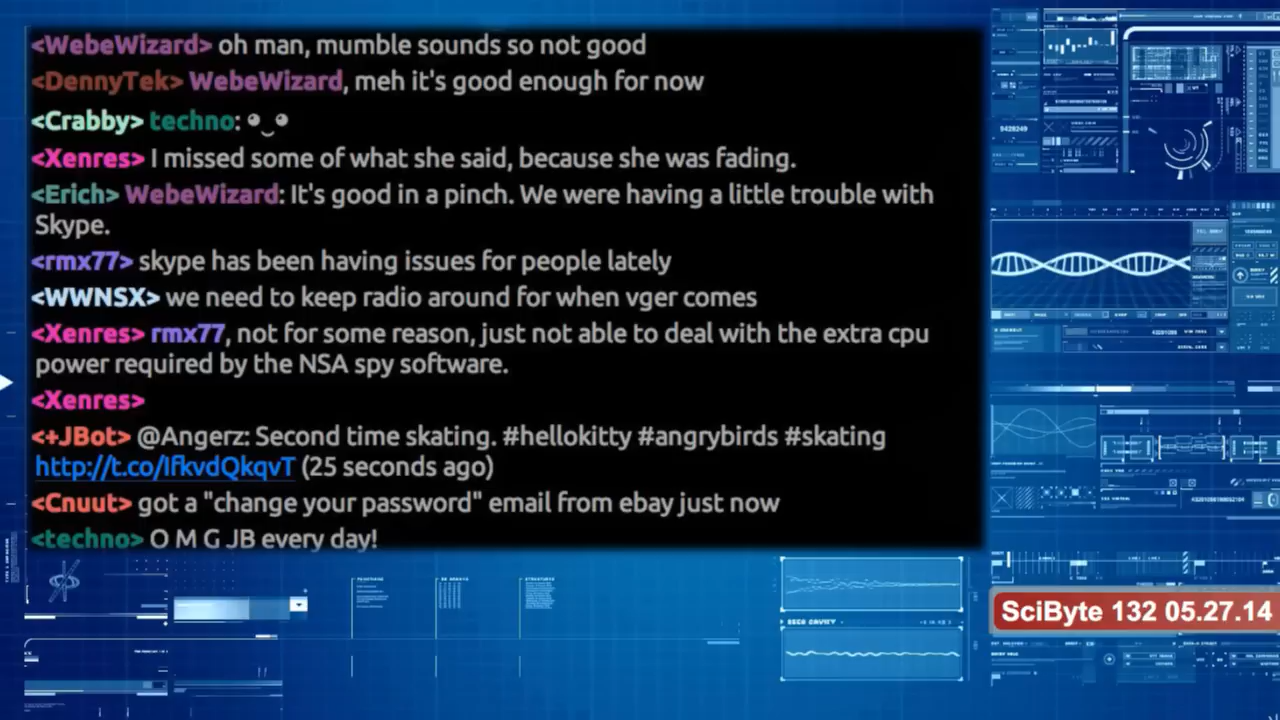 <WebeWizard> oh man, mumble sounds so not good
<DennyTek> WebeWizard, meh it's good enough for now
<Crabby> techno:
<Xenres> I missed some of what she said, because she was fading.
<Erich> WebeWizard: It's good in a pinch. We were having a little trouble with
Skype.
<rmx77> skype has been having issues for people lately
<WWNSX> we need to keep radio around for when vger comes
<Xenres> rmx77, not for some reason, just not able to deal with the extra cpu
power required by the NSA spy software.
<Xenres>
<+JBot> @Angerz: Second time skating. #hellokitty #angrybirds #skating
http://t.co/IfkvdQkqvT (25 seconds ago)
<Cnuut> got a "change your password" email from ebay just now
<techno> O M G JB every day!
SciByte 132 05.27.14